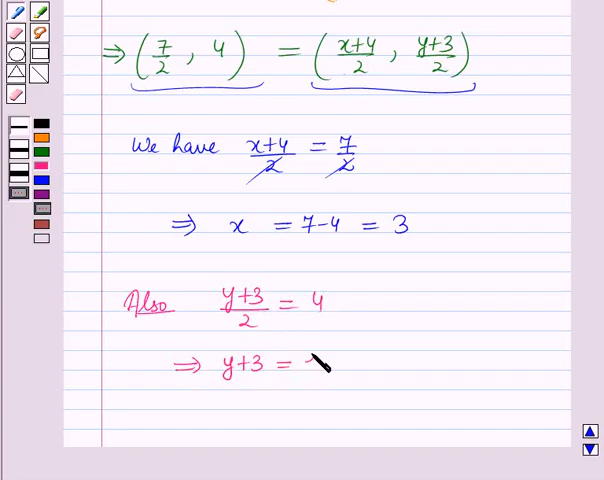 ⇒ (7/2, 4) = (x+4/2, y+3/2)
We have x+4/2 = 7/2
⇒ x = 7-4 = 3
Also y+3/2 = 4
⇒ y+3 =